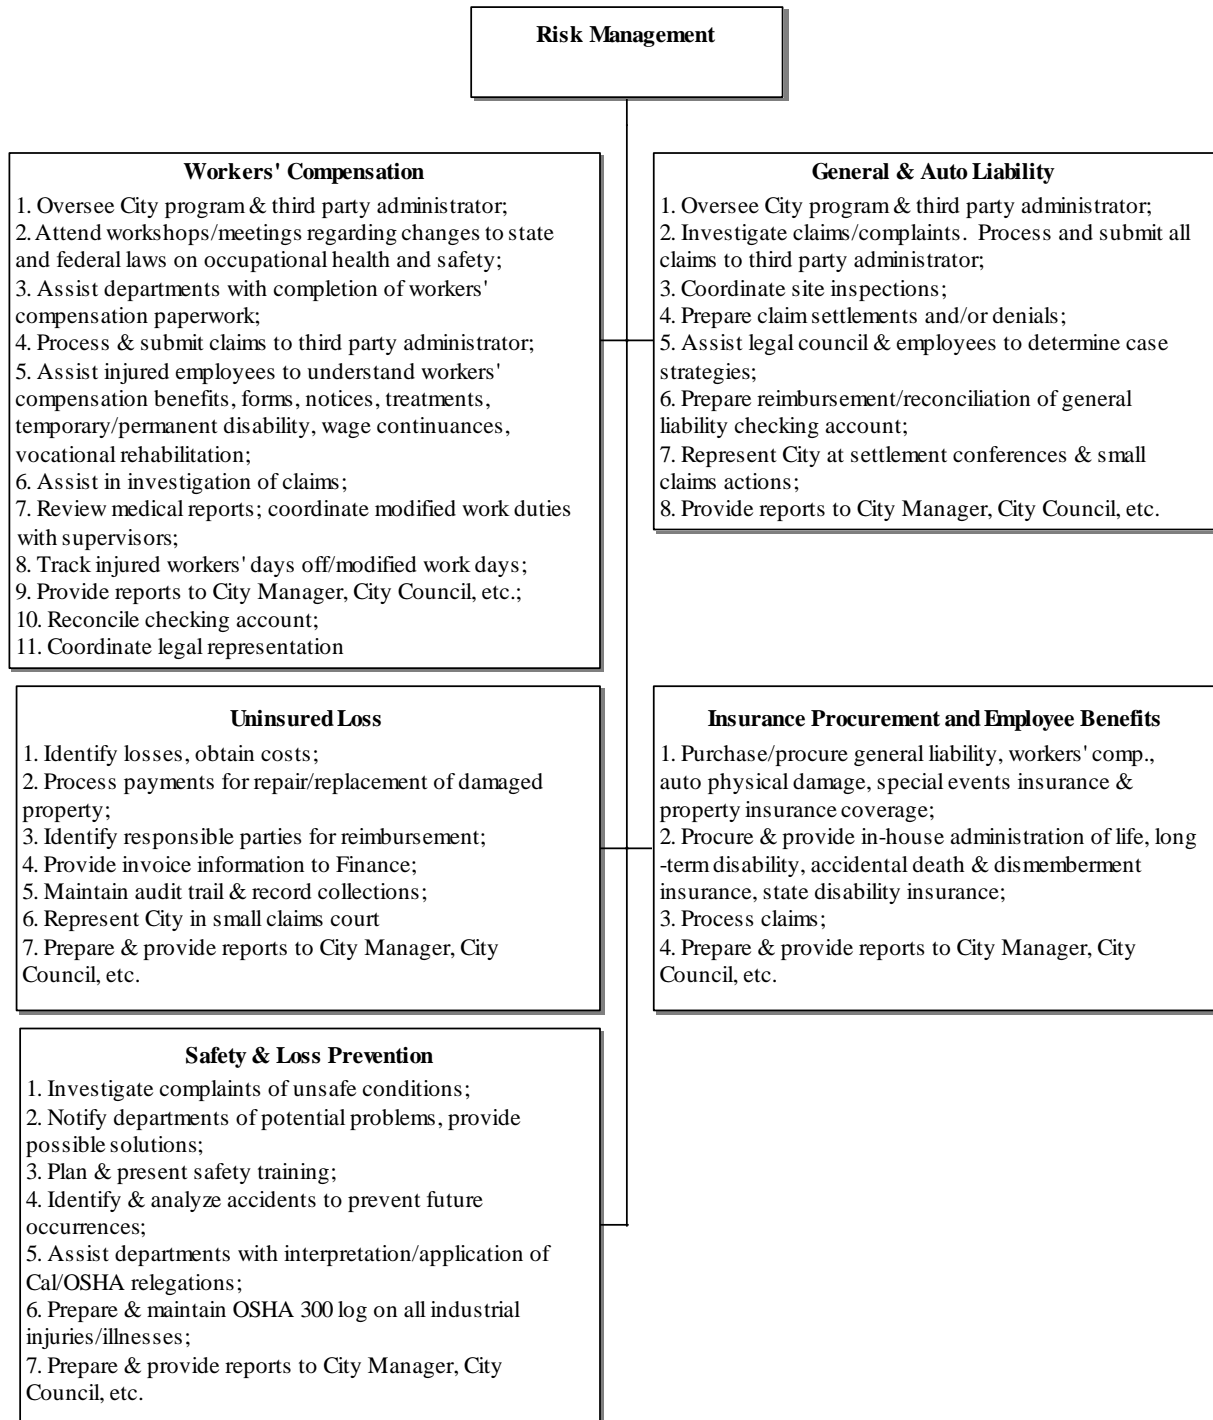 Risk Management
Workers' Compensation
1. Oversee City program & third party administrator;
2. Attend workshops/meetings regarding changes to state
and federal laws on occupational health and safety;
3. Assist departments with completion of workers'
compensation paperwork;
4. Process & submit claims to third party administrator;
5. Assist injured employees to understand workers'
compensation benefits, forms, notices, treatments,
temporary/permanent disability, wage continuances,
vocational rehabilitation;
6. Assist in investigation of claims;
7. Review medical reports; coordinate modified work duties
with supervisors;
8. Track injured workers' days off/modified work days;
9. Provide reports to City Manager, City Council, etc.;
10. Reconcile checking account;
11. Coordinate legal representation
General & Auto Liability
1. Oversee City program & third party administrator;
2. Investigate claims/complaints.  Process and submit all
claims to third party administrator;
3. Coordinate site inspections;
4. Prepare claim settlements and/or denials;
5. Assist legal council & employees to determine case
strategies;
6. Prepare reimbursement/reconciliation of general
liability checking account;
7. Represent City at settlement conferences & small
claims actions;
8. Provide reports to City Manager, City Council, etc.
Uninsured Loss
1. Identify losses, obtain costs;
2. Process payments for repair/replacement of damaged
property;
3. Identify responsible parties for reimbursement;
4. Provide invoice information to Finance;
5. Maintain audit trail & record collections;
6. Represent City in small claims court
7. Prepare & provide reports to City Manager, City
Council, etc.
Insurance Procurement and Employee Benefits
1. Purchase/procure general liability, workers' comp.,
auto physical damage, special events insurance &
property insurance coverage;
2. Procure & provide in-house administration of life, long
-term disability, accidental death & dismemberment
insurance, state disability insurance;
3. Process claims;
4. Prepare & provide reports to City Manager, City
Council, etc.
Safety & Loss Prevention
1. Investigate complaints of unsafe conditions;
2. Notify departments of potential problems, provide
possible solutions;
3. Plan & present safety training;
4. Identify & analyze accidents to prevent future
occurrences;
5. Assist departments with interpretation/application of
Cal/OSHA relegations;
6. Prepare & maintain OSHA 300 log on all industrial
injuries/illnesses;
7. Prepare & provide reports to City Manager, City
Council, etc.